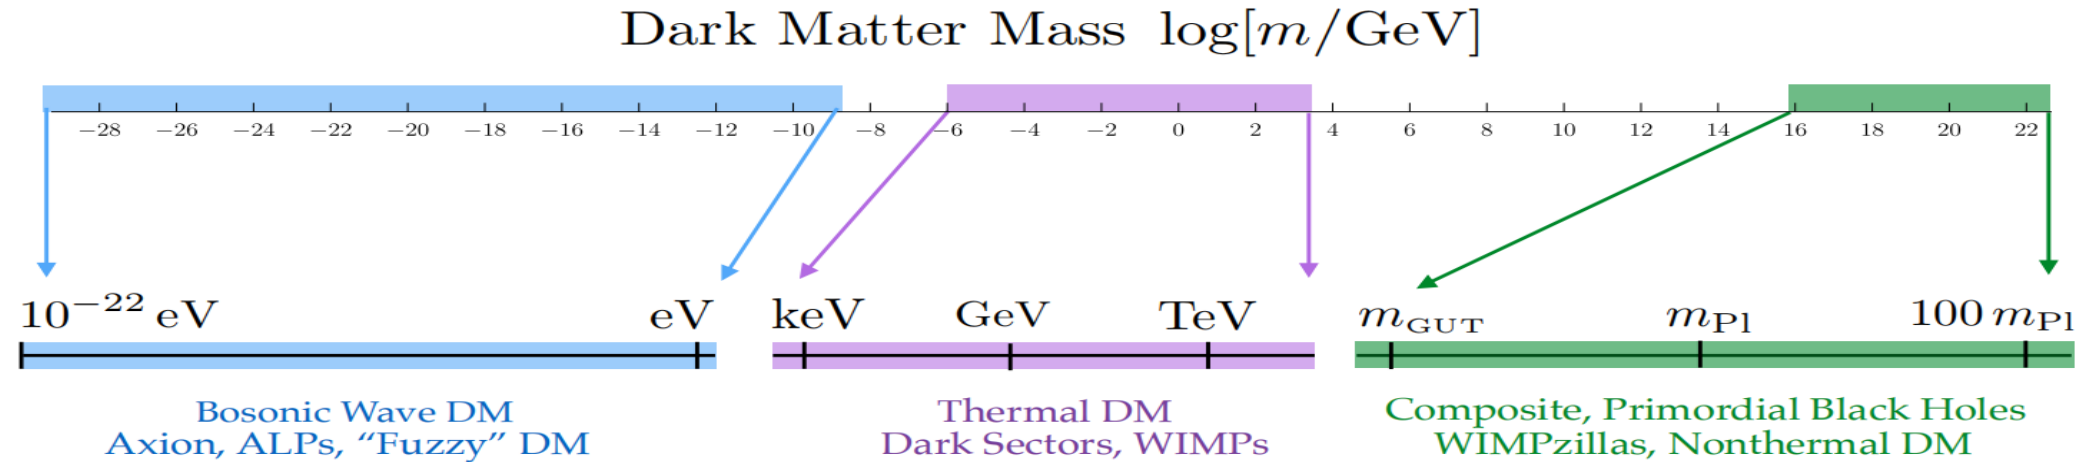 Dark Matter Mass log[m/GeV]
−28 −26 −24 −22 −20 −18 −16 −14 −12 −10 −8 −6 −4 −2 0 2 4 6 8 10 12 14 16 18 20 22
10⁻²² eV eV keV GeV TeV m_GUT m_Pl 100 m_Pl
Bosonic Wave DM
Axion, ALPs, “Fuzzy” DM
Thermal DM
Dark Sectors, WIMPs
Composite, Primordial Black Holes
WIMPzillas, Nonthermal DM